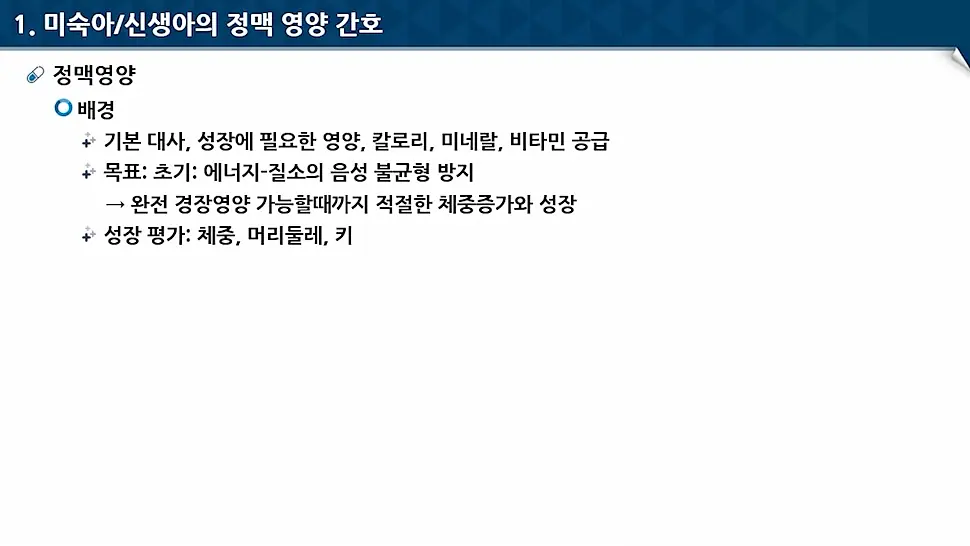 1. 미숙아/신생아의 정맥 영양 간호
정맥영양
배경
기본 대사, 성장에 필요한 영양, 칼로리, 미네랄, 비타민 공급
목표: 초기: 에너지-질소의 음성 불균형 방지
→ 완전 경장영양 가능할때까지 적절한 체중증가와 성장
성장 평가: 체중, 머리둘레, 키